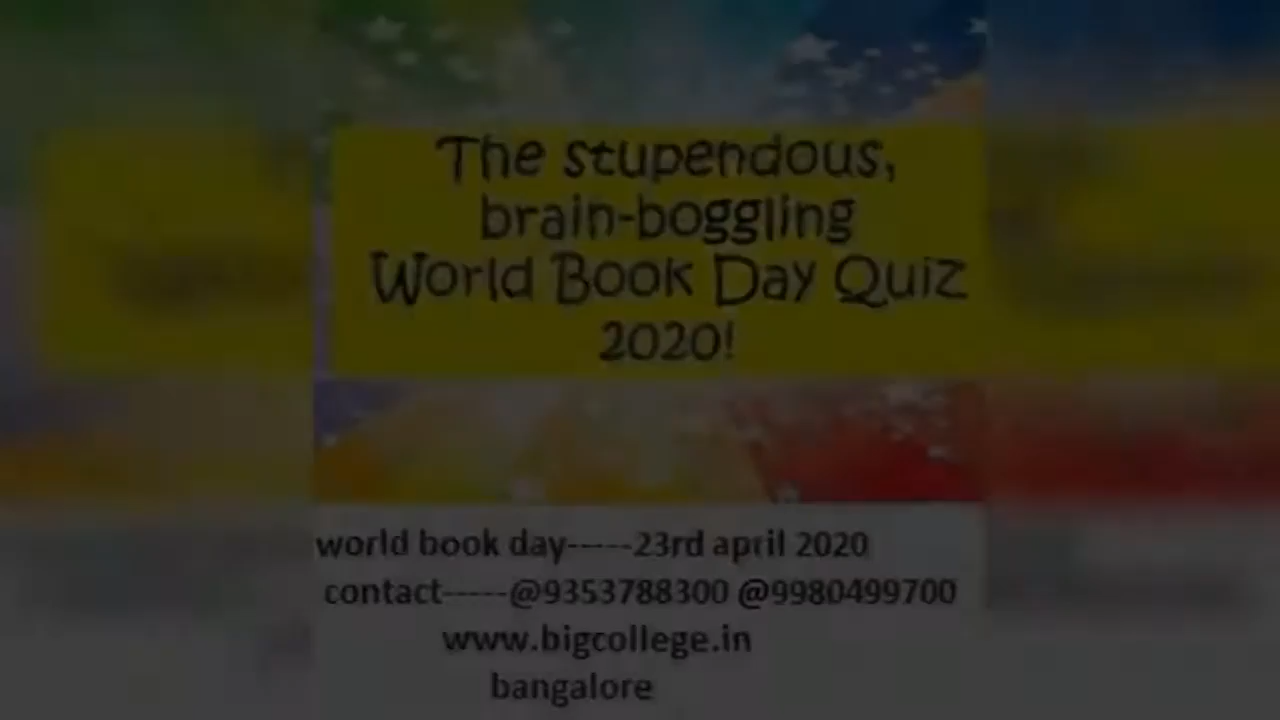 The stupendous,
brain-boggling
World Book Day Quiz
2020!
world book day-----23rd april 2020
contact-----@9353788300 @9980499700
www.bigcollege.in
bangalore